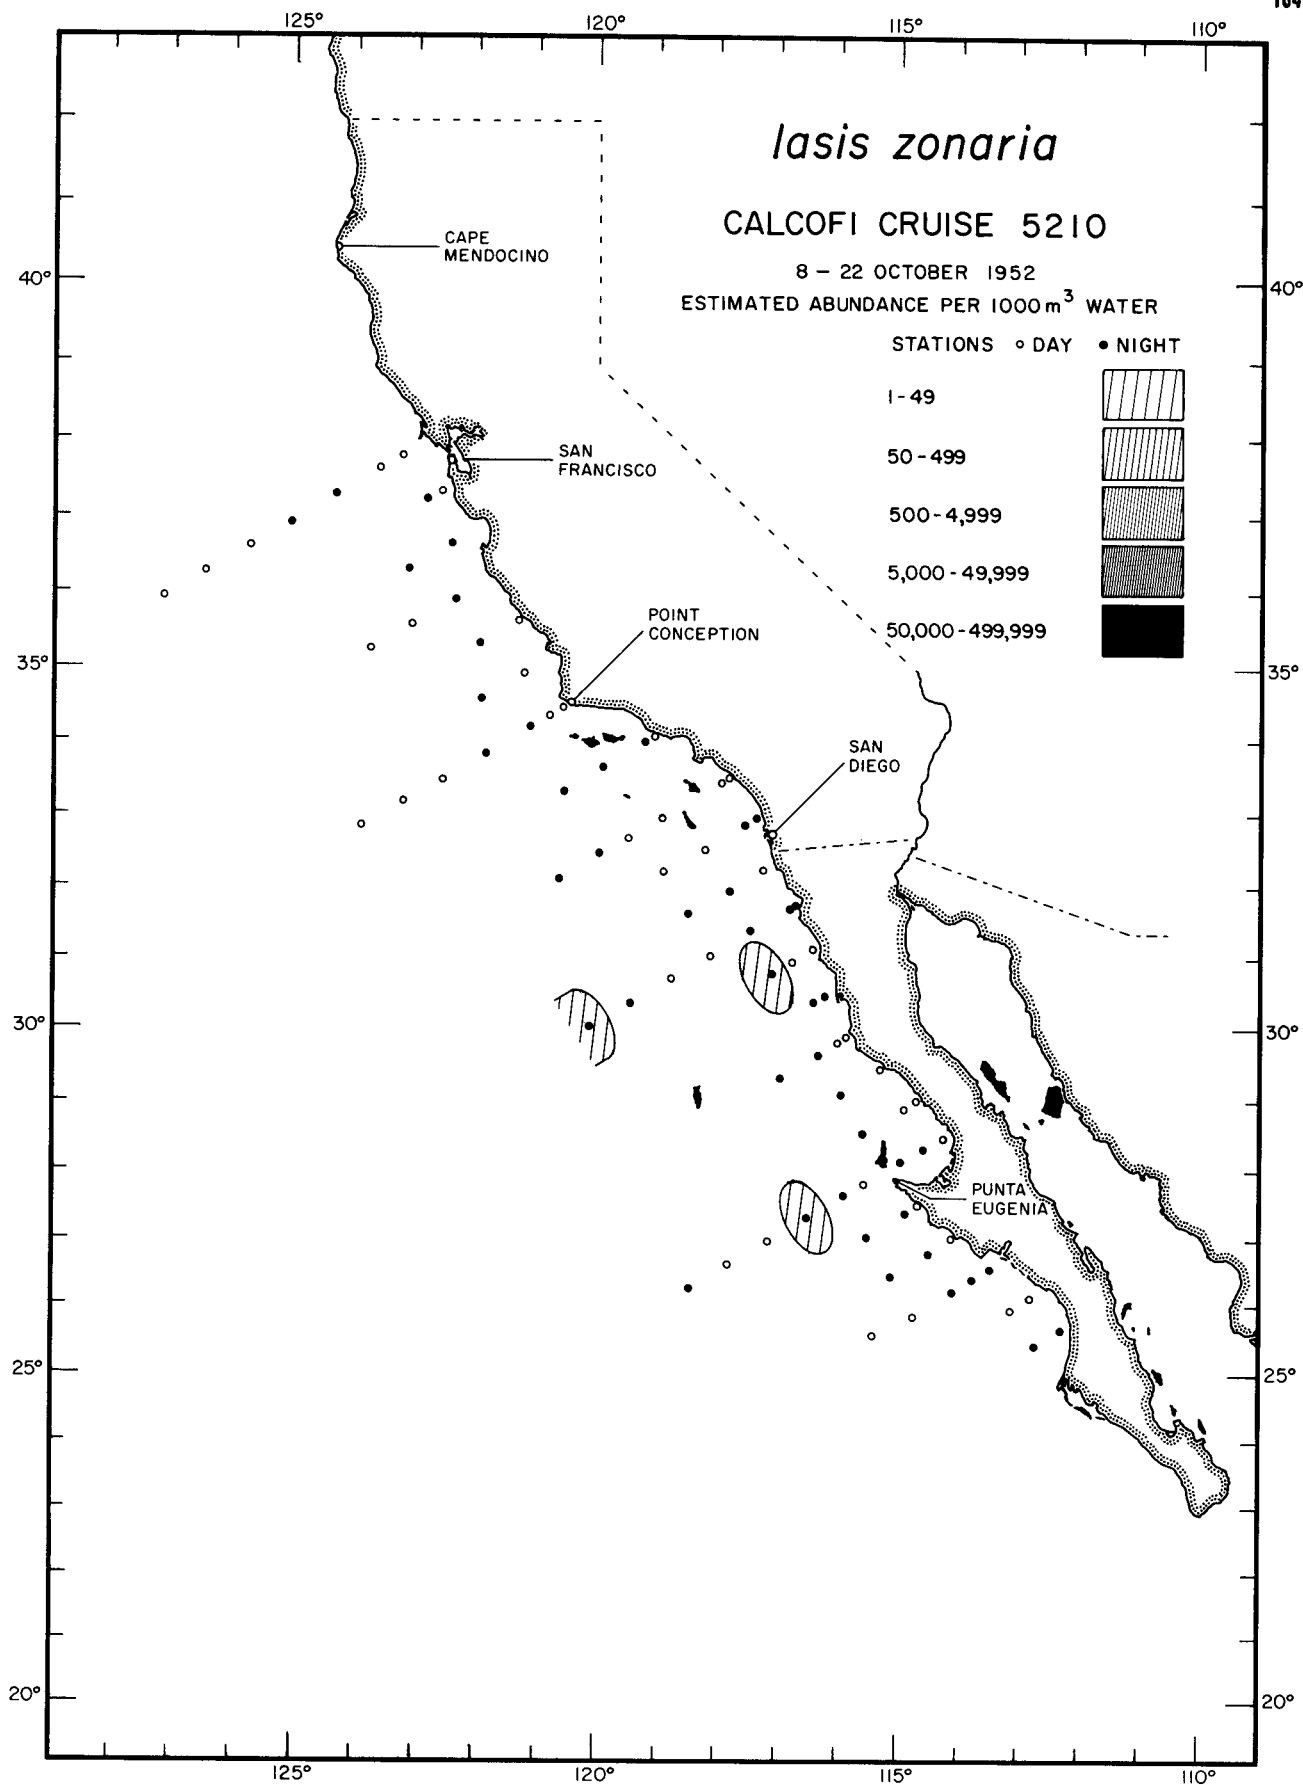 125° 120° 115° 110°
Iasis zonaria
CALCOFI CRUISE 5210
8 – 22 OCTOBER 1952
ESTIMATED ABUNDANCE PER 1000 m³ WATER
STATIONS ○ DAY ● NIGHT
1 - 49
50 - 499
500 - 4,999
5,000 - 49,999
50,000 - 499,999
CAPE
MENDOCINO
40° 40°
SAN
FRANCISCO
POINT
CONCEPTION
35° 35°
SAN
DIEGO
30° 30°
PUNTA
EUGENIA
25° 25°
20° 20°
125° 120° 115° 110°